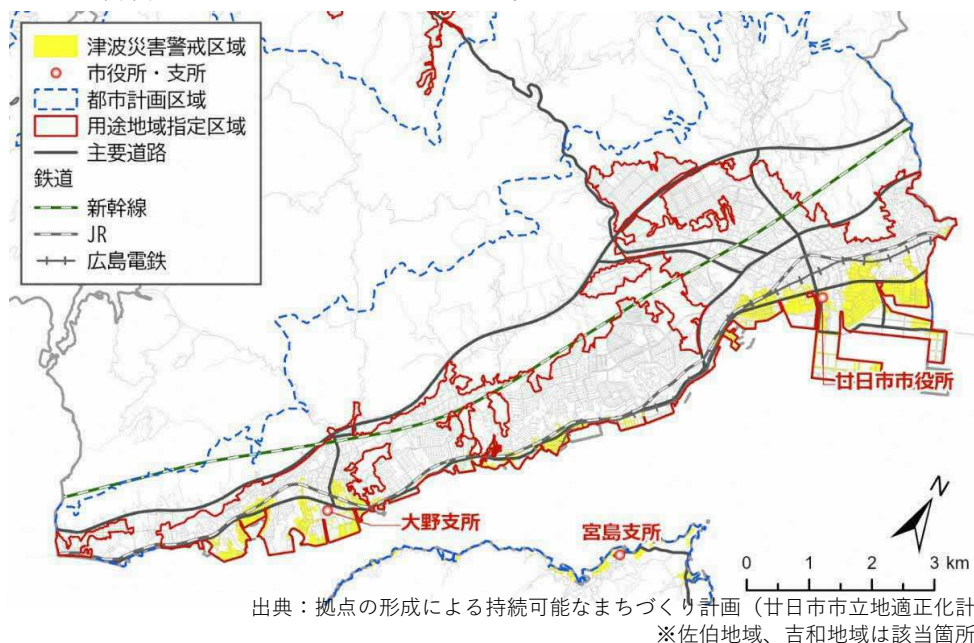 津波災害警戒区域
市役所・支所
都市計画区域
用途地域指定区域
主要道路
鉄道
新幹線
JR
広島電鉄
廿日市市役所
大野支所
宮島支所
N
0 1 2 3 km
出典：拠点の形成による持続可能なまちづくり計画（廿日市市立地適正化計
※佐伯地域、吉和地域は該当箇所